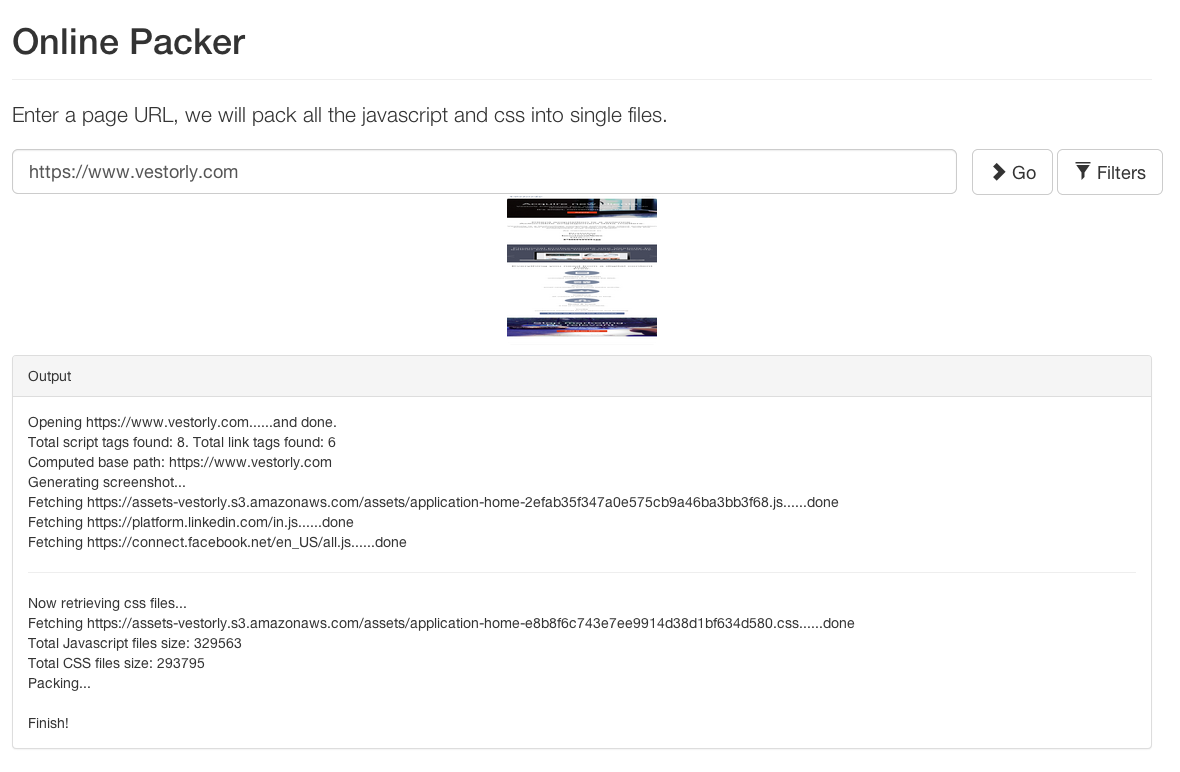 Online Packer
Enter a page URL, we will pack all the javascript and css into single files.
https://www.vestorly.com
Go
Filters
Acquire new
Stop marketing
Output
Opening https://www.vestorly.com......and done.
Total script tags found: 8. Total link tags found: 6
Computed base path: https://www.vestorly.com
Generating screenshot...
Fetching https://assets-vestorly.s3.amazonaws.com/assets/application-home-2efab35f347a0e575cb9a46ba3bb3f68.js......done
Fetching https://platform.linkedin.com/in.js......done
Fetching https://connect.facebook.net/en_US/all.js......done
Now retrieving css files...
Fetching https://assets-vestorly.s3.amazonaws.com/assets/application-home-e8b8f6c743e7ee9914d38d1bf634d580.css......done
Total Javascript files size: 329563
Total CSS files size: 293795
Packing...
Finish!